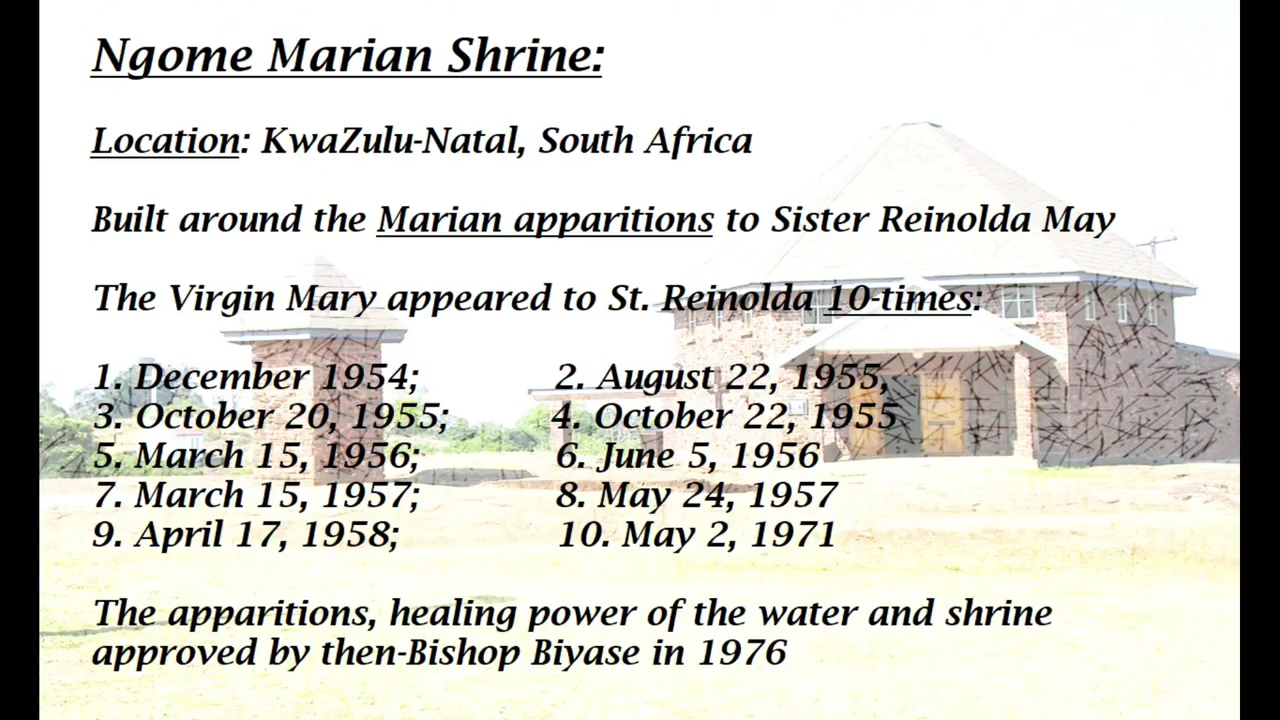 Ngome Marian Shrine:
Location: KwaZulu-Natal, South Africa
Built around the Marian apparitions to Sister Reinolda May
The Virgin Mary appeared to St. Reinolda 10-times:
1. December 1954; 2. August 22, 1955,
3. October 20, 1955; 4. October 22, 1955
5. March 15, 1956; 6. June 5, 1956
7. March 15, 1957; 8. May 24, 1957
9. April 17, 1958; 10. May 2, 1971
The apparitions, healing power of the water and shrine
approved by then-Bishop Biyase in 1976